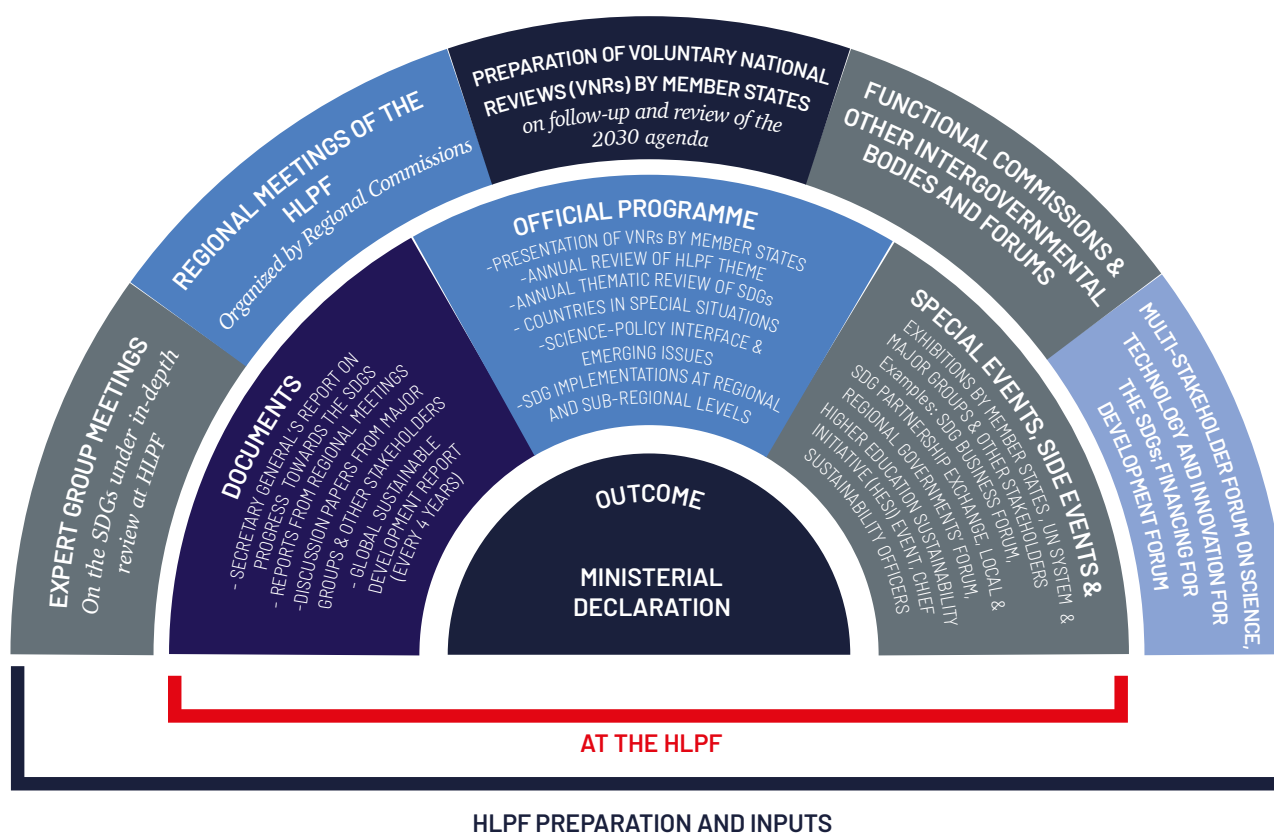 EXPERT GROUP MEETINGS
On the SDGs under in-depth
review at HLPF
REGIONAL MEETINGS OF THE
HLPF
Organized by Regional Commissions
PREPARATION OF VOLUNTARY NATIONAL
REVIEWS (VNRs) BY MEMBER STATES
on follow-up and review of the
2030 agenda
FUNCTIONAL COMMISSIONS &
OTHER INTERGOVERNMENTAL
BODIES AND FORUMS
MULTI-STAKEHOLDER FORUM ON SCIENCE,
TECHNOLOGY AND INNOVATION FOR
THE SDGs; FINANCING FOR
DEVELOPMENT FORUM
DOCUMENTS
- SECRETARY GENERAL'S REPORT ON
PROGRESS TOWARDS THE SDGS
- REPORTS FROM REGIONAL MEETINGS
-DISCUSSION PAPERS FROM MAJOR
GROUPS & OTHER STAKEHOLDERS
- GLOBAL SUSTAINABLE
DEVELOPMENT REPORT
(EVERY 4 YEARS)
OFFICIAL PROGRAMME
-PRESENTATION OF VNRs BY MEMBER STATES
-ANNUAL REVIEW OF HLPF THEME
-ANNUAL THEMATIC REVIEW OF SDGs
- COUNTRIES IN SPECIAL SITUATIONS
-SCIENCE-POLICY INTERFACE &
EMERGING ISSUES
-SDG IMPLEMENTATIONS AT REGIONAL
AND SUB-REGIONAL LEVELS
SPECIAL EVENTS, SIDE EVENTS &
EXHIBITIONS BY MEMBER STATES, UN SYSTEM &
MAJOR GROUPS & OTHER STAKEHOLDERS
Examples: SDG BUSINESS FORUM,
SDG PARTNERSHIP EXCHANGE, LOCAL &
REGIONAL GOVERNMENTS' FORUM,
HIGHER EDUCATION SUSTAINABILITY
INITIATIVE (HESI) EVENT, CHIEF
SUSTAINABILITY OFFICERS
OUTCOME
MINISTERIAL
DECLARATION
AT THE HLPF
HLPF PREPARATION AND INPUTS